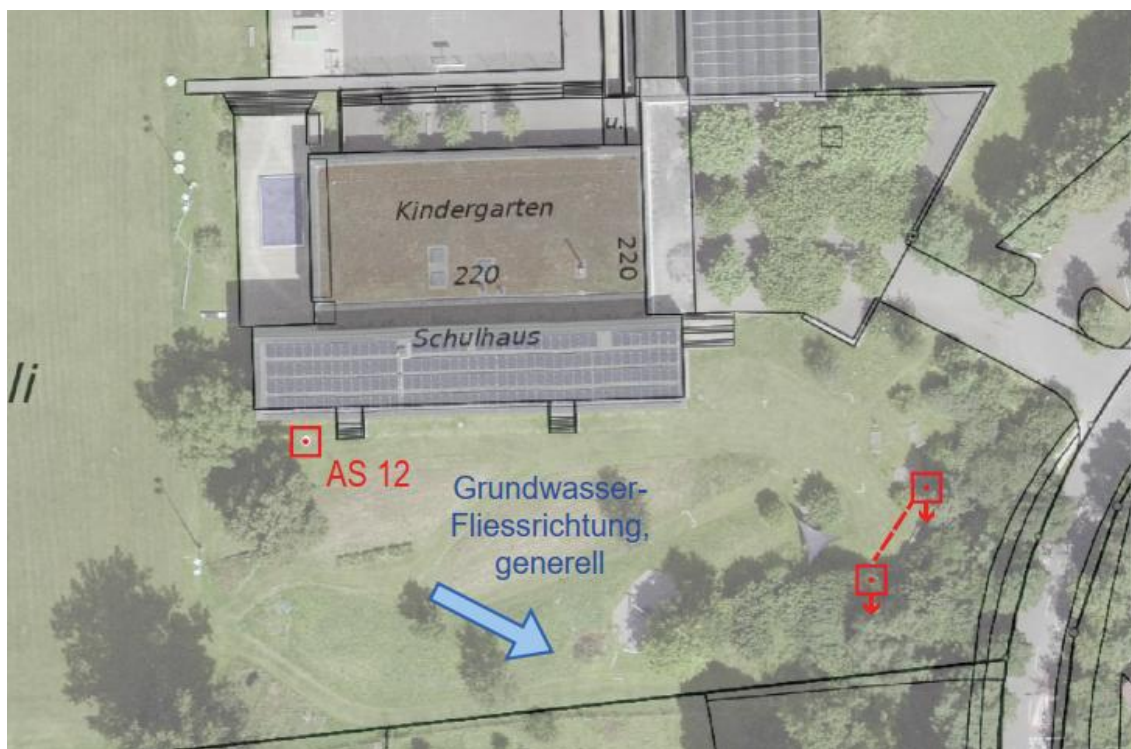 u.
Kindergarten
220
220
Schulhaus
li
AS 12
Grundwasser-
Fliessrichtung,
generell